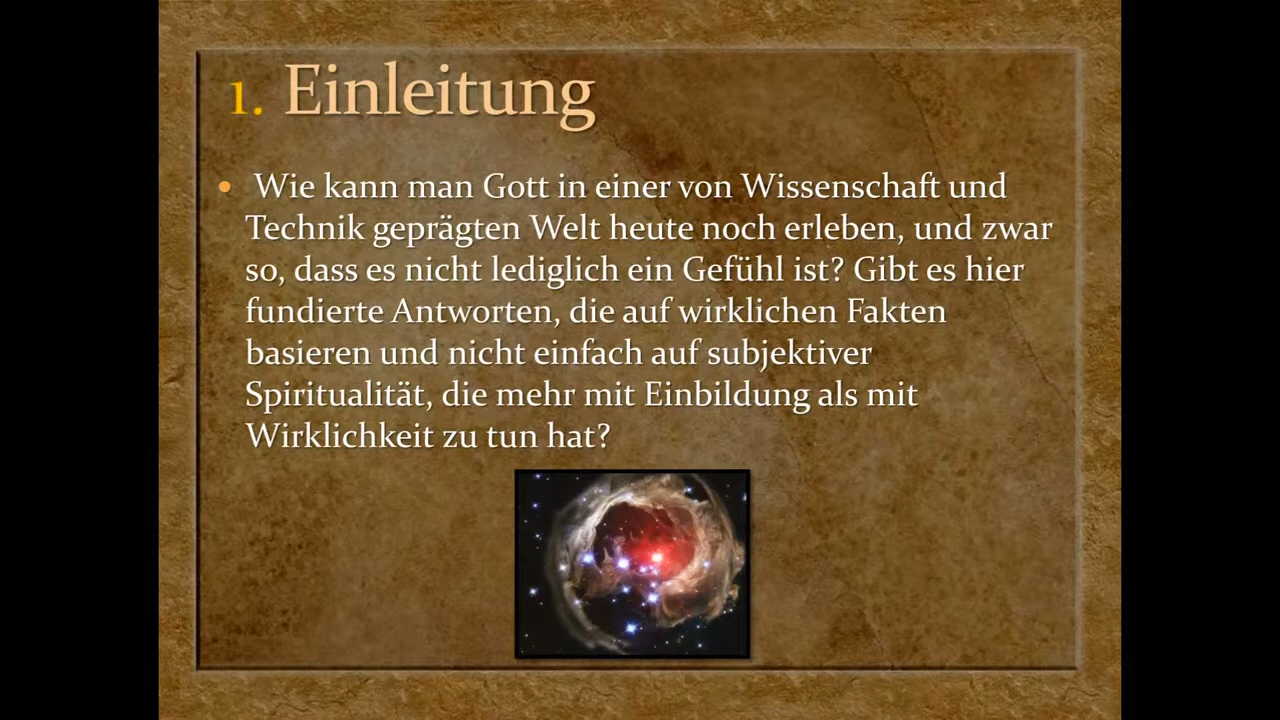 1. Einleitung
• Wie kann man Gott in einer von Wissenschaft und
Technik geprägten Welt heute noch erleben, und zwar
so, dass es nicht lediglich ein Gefühl ist? Gibt es hier
fundierte Antworten, die auf wirklichen Fakten
basieren und nicht einfach auf subjektiver
Spiritualität, die mehr mit Einbildung als mit
Wirklichkeit zu tun hat?